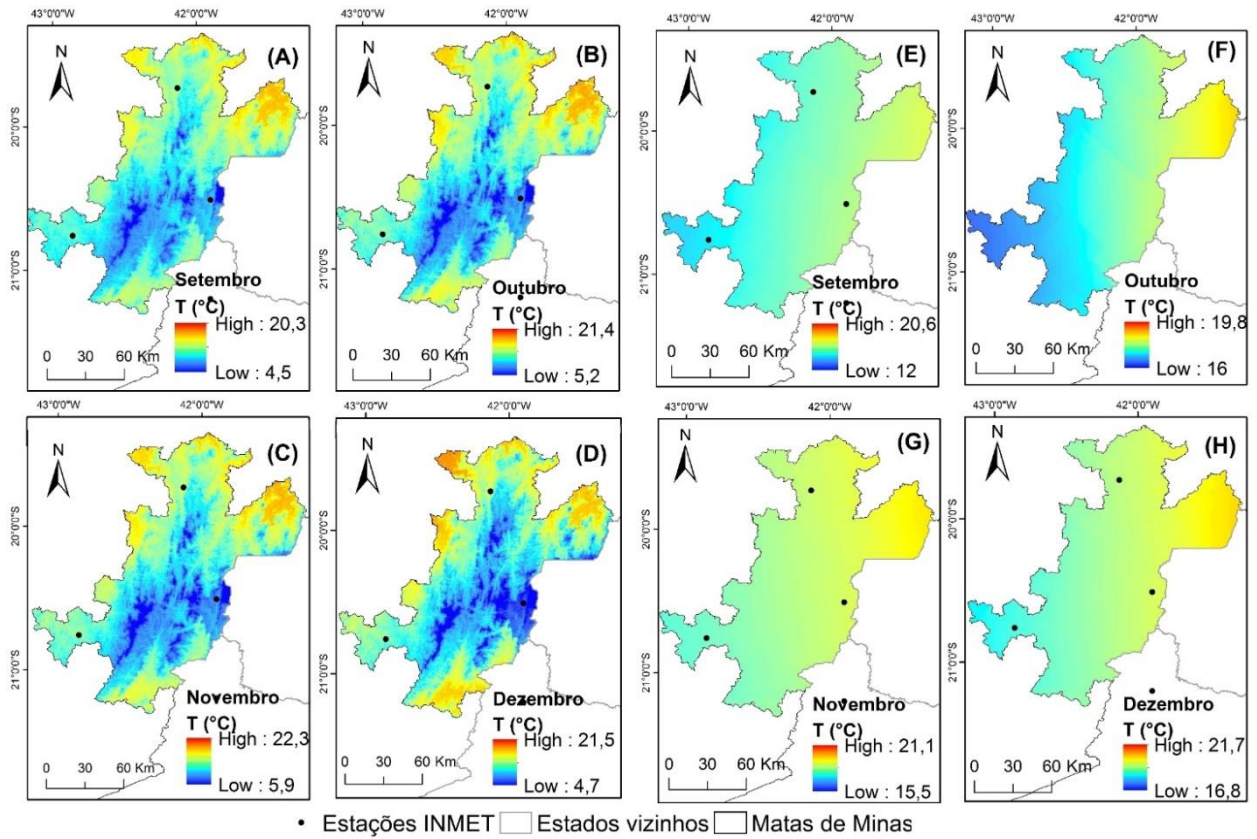 43°0'0"W 42°0'0"W
N
(A)
20°0'0"S
21°0'0"S
Setembro
T (°C)
High : 20,3
Low : 4,5
0 30 60 Km
43°0'0"W 42°0'0"W
N
(B)
20°0'0"S
21°0'0"S
Outubro
T (°C)
High : 21,4
Low : 5,2
0 30 60 Km
43°0'0"W 42°0'0"W
N
(E)
20°0'0"S
21°0'0"S
Setembro
T (°C)
High : 20,6
Low : 12
0 30 60 Km
43°0'0"W 42°0'0"W
N
(F)
20°0'0"S
21°0'0"S
Outubro
T (°C)
High : 19,8
Low : 16
0 30 60 Km
43°0'0"W 42°0'0"W
N
(C)
20°0'0"S
21°0'0"S
Novembro
T (°C)
High : 22,3
Low : 5,9
0 30 60 Km
43°0'0"W 42°0'0"W
N
(D)
20°0'0"S
21°0'0"S
Dezembro
T (°C)
High : 21,5
Low : 4,7
0 30 60 Km
43°0'0"W 42°0'0"W
N
(G)
20°0'0"S
21°0'0"S
Novembro
T (°C)
High : 21,1
Low : 15,5
0 30 60 Km
43°0'0"W 42°0'0"W
N
(H)
20°0'0"S
21°0'0"S
Dezembro
T (°C)
High : 21,7
Low : 16,8
0 30 60 Km
Estações INMET Estados vizinhos Matas de Minas